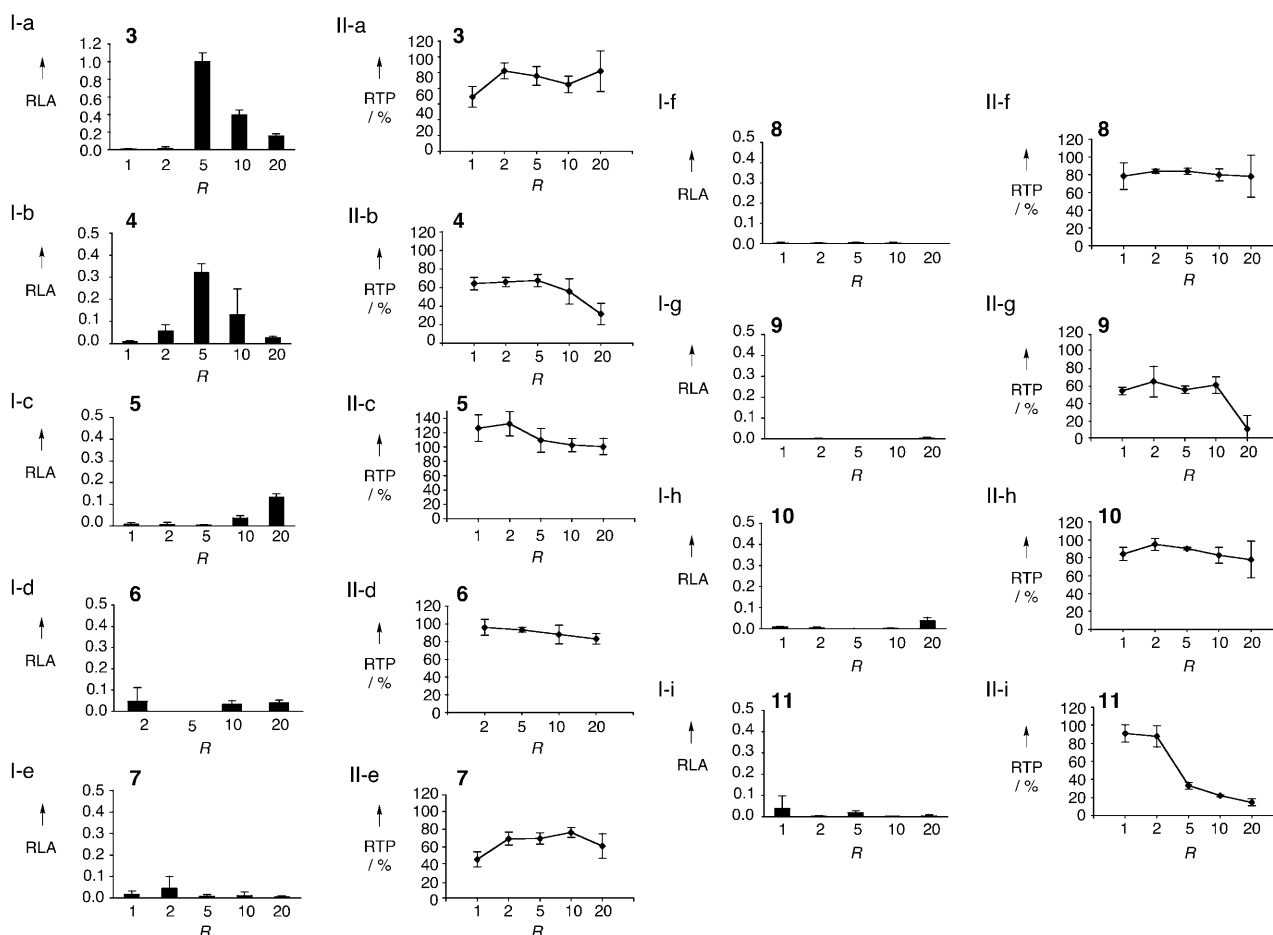 I-a
3
↑
RLA
1.2
1.0
0.8
0.6
0.4
0.2
0.0
1 2 5 10 20
R
II-a
3
↑
RTP
/ %
120
100
80
60
40
20
0
1 2 5 10 20
R
I-b
4
↑
RLA
0.5
0.4
0.3
0.2
0.1
0.0
1 2 5 10 20
R
II-b
4
↑
RTP
/ %
120
100
80
60
40
20
0
1 2 5 10 20
R
I-c
5
↑
RLA
0.5
0.4
0.3
0.2
0.1
0.0
1 2 5 10 20
R
II-c
5
↑
RTP
/ %
140
120
100
80
60
40
20
0
1 2 5 10 20
R
I-d
6
↑
RLA
0.5
0.4
0.3
0.2
0.1
0.0
2 5 10 20
R
II-d
6
↑
RTP
/ %
120
100
80
60
40
20
0
2 5 10 20
R
I-e
7
↑
RLA
0.5
0.4
0.3
0.2
0.1
0.0
1 2 5 10 20
R
II-e
7
↑
RTP
/ %
120
100
80
60
40
20
0
1 2 5 10 20
R
I-f
8
↑
RLA
0.5
0.4
0.3
0.2
0.1
0.0
1 2 5 10 20
R
II-f
8
↑
RTP
/ %
120
100
80
60
40
20
0
1 2 5 10 20
R
I-g
9
↑
RLA
0.5
0.4
0.3
0.2
0.1
0.0
1 2 5 10 20
R
II-g
9
↑
RTP
/ %
120
100
80
60
40
20
0
1 2 5 10 20
R
I-h
10
↑
RLA
0.5
0.4
0.3
0.2
0.1
0.0
1 2 5 10 20
R
II-h
10
↑
RTP
/ %
120
100
80
60
40
20
0
1 2 5 10 20
R
I-i
11
↑
RLA
0.5
0.4
0.3
0.2
0.1
0.0
1 2 5 10 20
R
II-i
11
↑
RTP
/ %
120
100
80
60
40
20
0
1 2 5 10 20
R